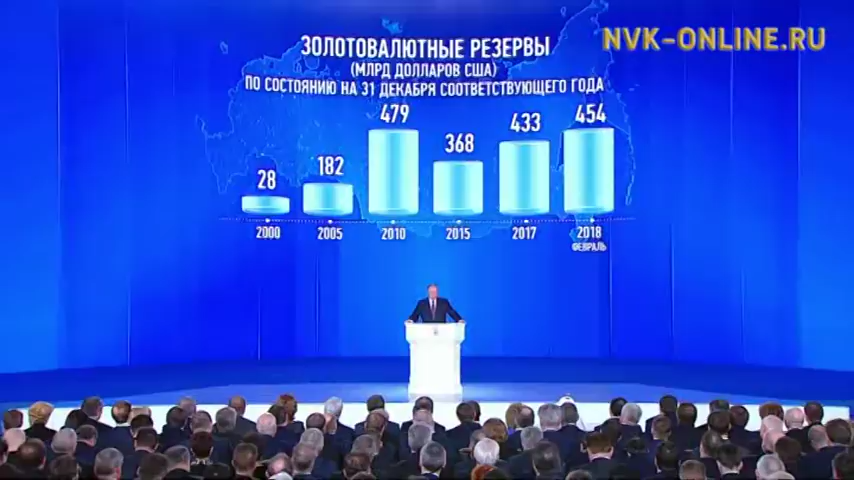 NVK-ONLINE.RU
ЗОЛОТОВАЛЮТНЫЕ РЕЗЕРВЫ
(МЛРД ДОЛЛАРОВ США)
ПО СОСТОЯНИЮ НА 31 ДЕКАБРЯ СООТВЕТСТВУЮЩЕГО ГОДА
28 182 479 368 433 454
2000 2005 2010 2015 2017 2018
ФЕВРАЛЬ